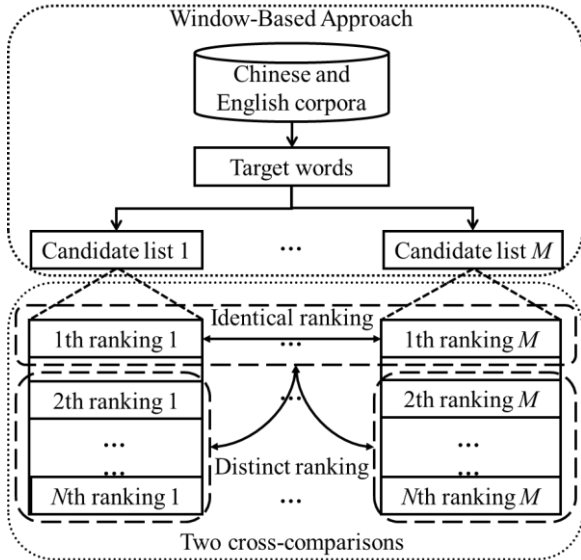 Window-Based Approach
Chinese and
English corpora
Target words
Candidate list 1
...
Candidate list M
Identical ranking
1th ranking 1
...
1th ranking M
2th ranking 1
...
2th ranking M
...
...
...
Distinct ranking
...
Nth ranking 1
...
Nth ranking M
Two cross-comparisons